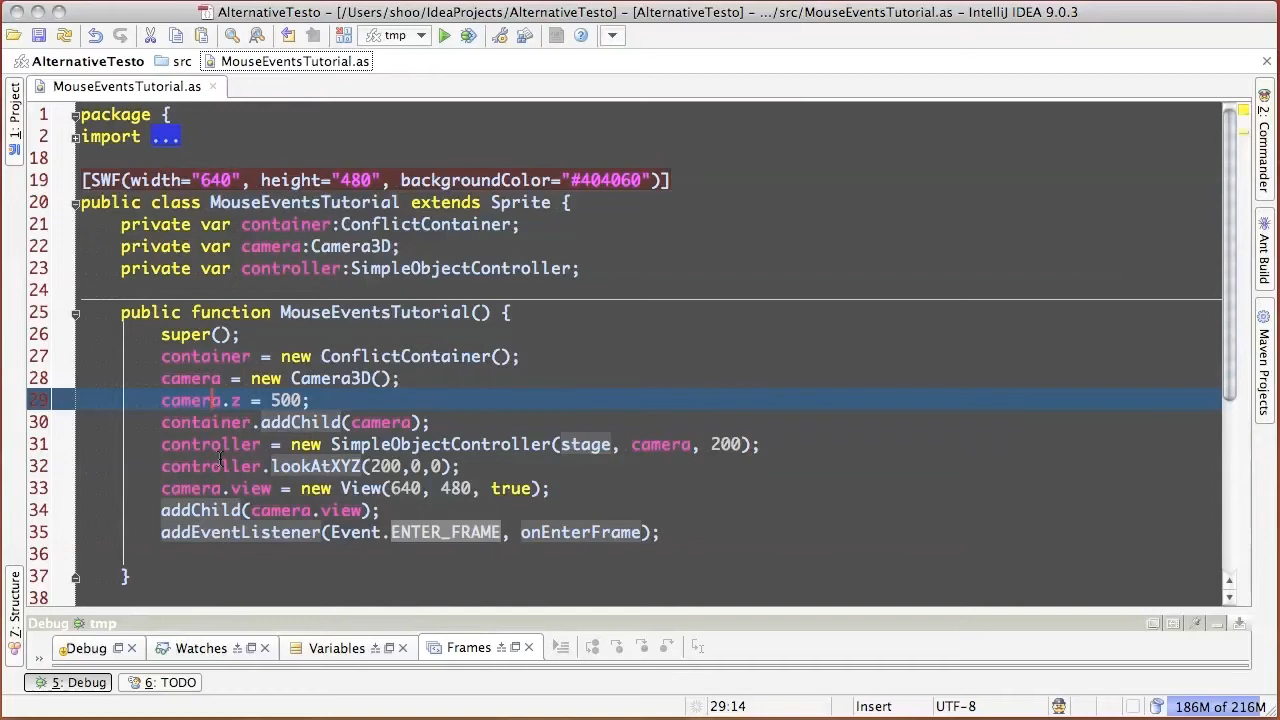 AlternativeTesto - [/Users/shoo/IdeaProjects/AlternativeTesto] - [AlternativeTesto] - .../src/MouseEventsTutorial.as - IntelliJ IDEA 9.0.3
tmp
AlternativeTesto src MouseEventsTutorial.as
MouseEventsTutorial.as
1: Project
Z: Structure
2: Commander
Ant Build
Maven Projects
1 package {
2 import ...
18
19 [SWF(width="640", height="480", backgroundColor="#404060")]
20 public class MouseEventsTutorial extends Sprite {
21 private var container:ConflictContainer;
22 private var camera:Camera3D;
23 private var controller:SimpleObjectController;
24
25 public function MouseEventsTutorial() {
26 super();
27 container = new ConflictContainer();
28 camera = new Camera3D();
29 camera.z = 500;
30 container.addChild(camera);
31 controller = new SimpleObjectController(stage, camera, 200);
32 controller.lookAtXYZ(200,0,0);
33 camera.view = new View(640, 480, true);
34 addChild(camera.view);
35 addEventListener(Event.ENTER_FRAME, onEnterFrame);
36
37 }
38
Debug tmp
» Debug Watches Variables Frames
5: Debug 6: TODO
29:14 Insert UTF-8 186M of 216M